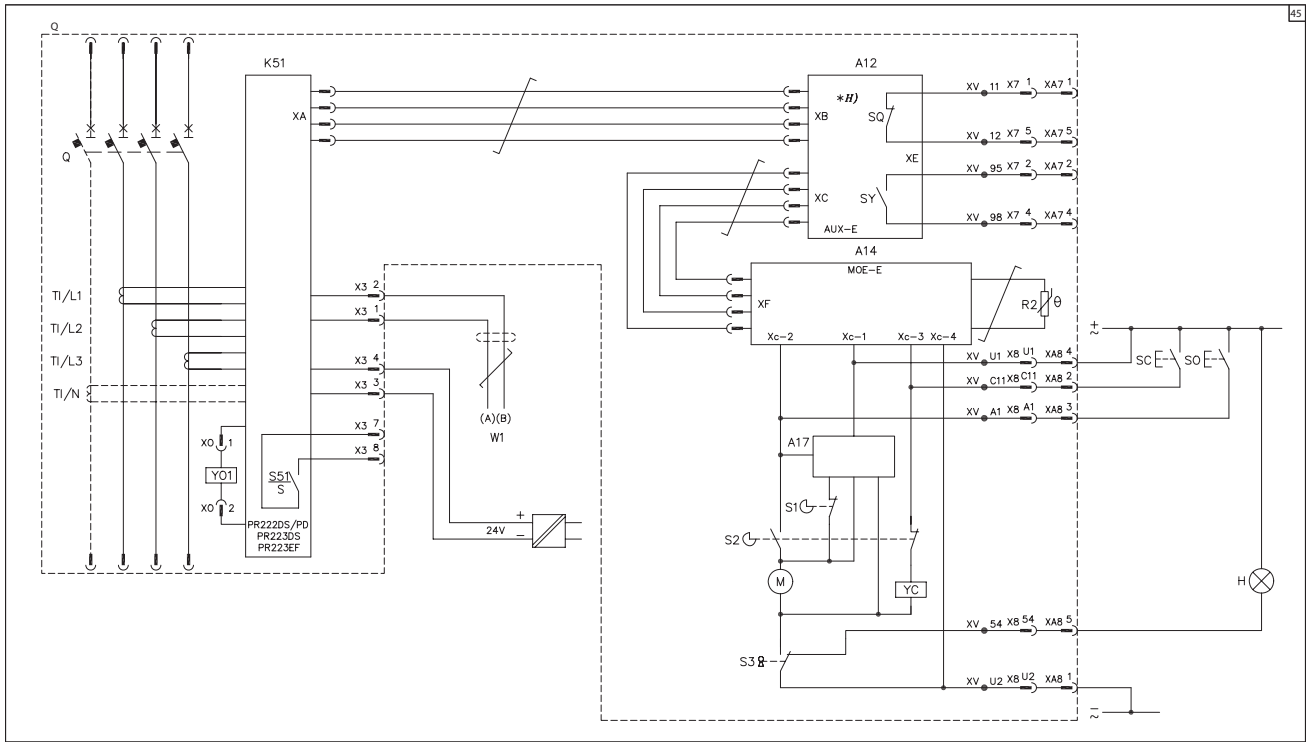 45
Q
K51
A12
XA
*H)
XB
SQ
XE
XC
SY
AUX-E
XV 11 X7 1 XA7 1
XV 12 X7 5 XA7 5
XV 95 X7 2 XA7 2
XV 98 X7 4 XA7 4
Q
A14
MOE-E
XF
R2 θ
Xc-2 Xc-1 Xc-3 Xc-4
TI/L1
TI/L2
TI/L3
TI/N
X3 2
X3 1
X3 4
X3 3
X3 7
X3 8
(A)(B)
W1
+
~
XV U1 X8 U1 XA8 4
XV C11 X8 C11 XA8 2
XV A1 X8 A1 XA8 3
SC
SO
A17
XO 1
YO1
XO 2
S51
S
PR222DS/PD
PR223DS
PR223EF
+
24V
−
S1
S2
M
YC
H
XV 54 X8 54 XA8 5
S3
XV U2 X8 U2 XA8 1
−
~